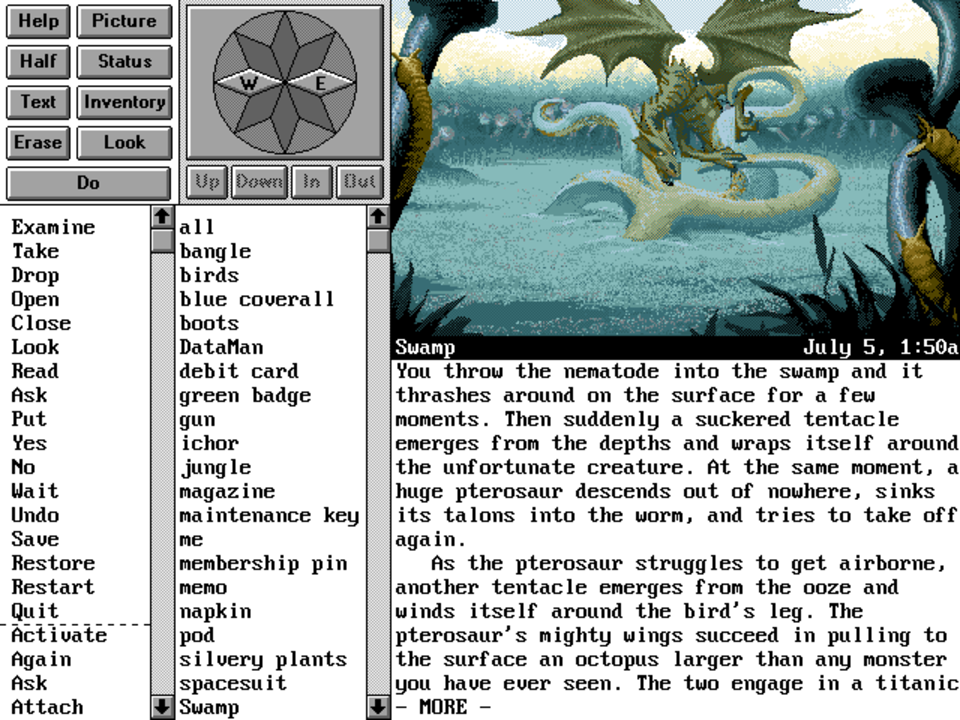 Help Picture
Half Status
Text Inventory
Erase Look
Do
W E
Up Down In Out
Examine
Take
Drop
Open
Close
Look
Read
Ask
Put
Yes
No
Wait
Undo
Save
Restore
Restart
Quit
Activate
Again
Ask
Attach
all
bangle
birds
blue coverall
boots
DataMan
debit card
green badge
gun
ichor
jungle
magazine
maintenance key
me
membership pin
memo
napkin
pod
silvery plants
spacesuit
Swamp
Swamp July 5, 1:50a
You throw the nematode into the swamp and it
thrashes around on the surface for a few
moments. Then suddenly a suckered tentacle
emerges from the depths and wraps itself around
the unfortunate creature. At the same moment, a
huge pterosaur descends out of nowhere, sinks
its talons into the worm, and tries to take off
again.
As the pterosaur struggles to get airborne,
another tentacle emerges from the ooze and
winds itself around the bird's leg. The
pterosaur's mighty wings succeed in pulling to
the surface an octopus larger than any monster
you have ever seen. The two engage in a titanic
- MORE -